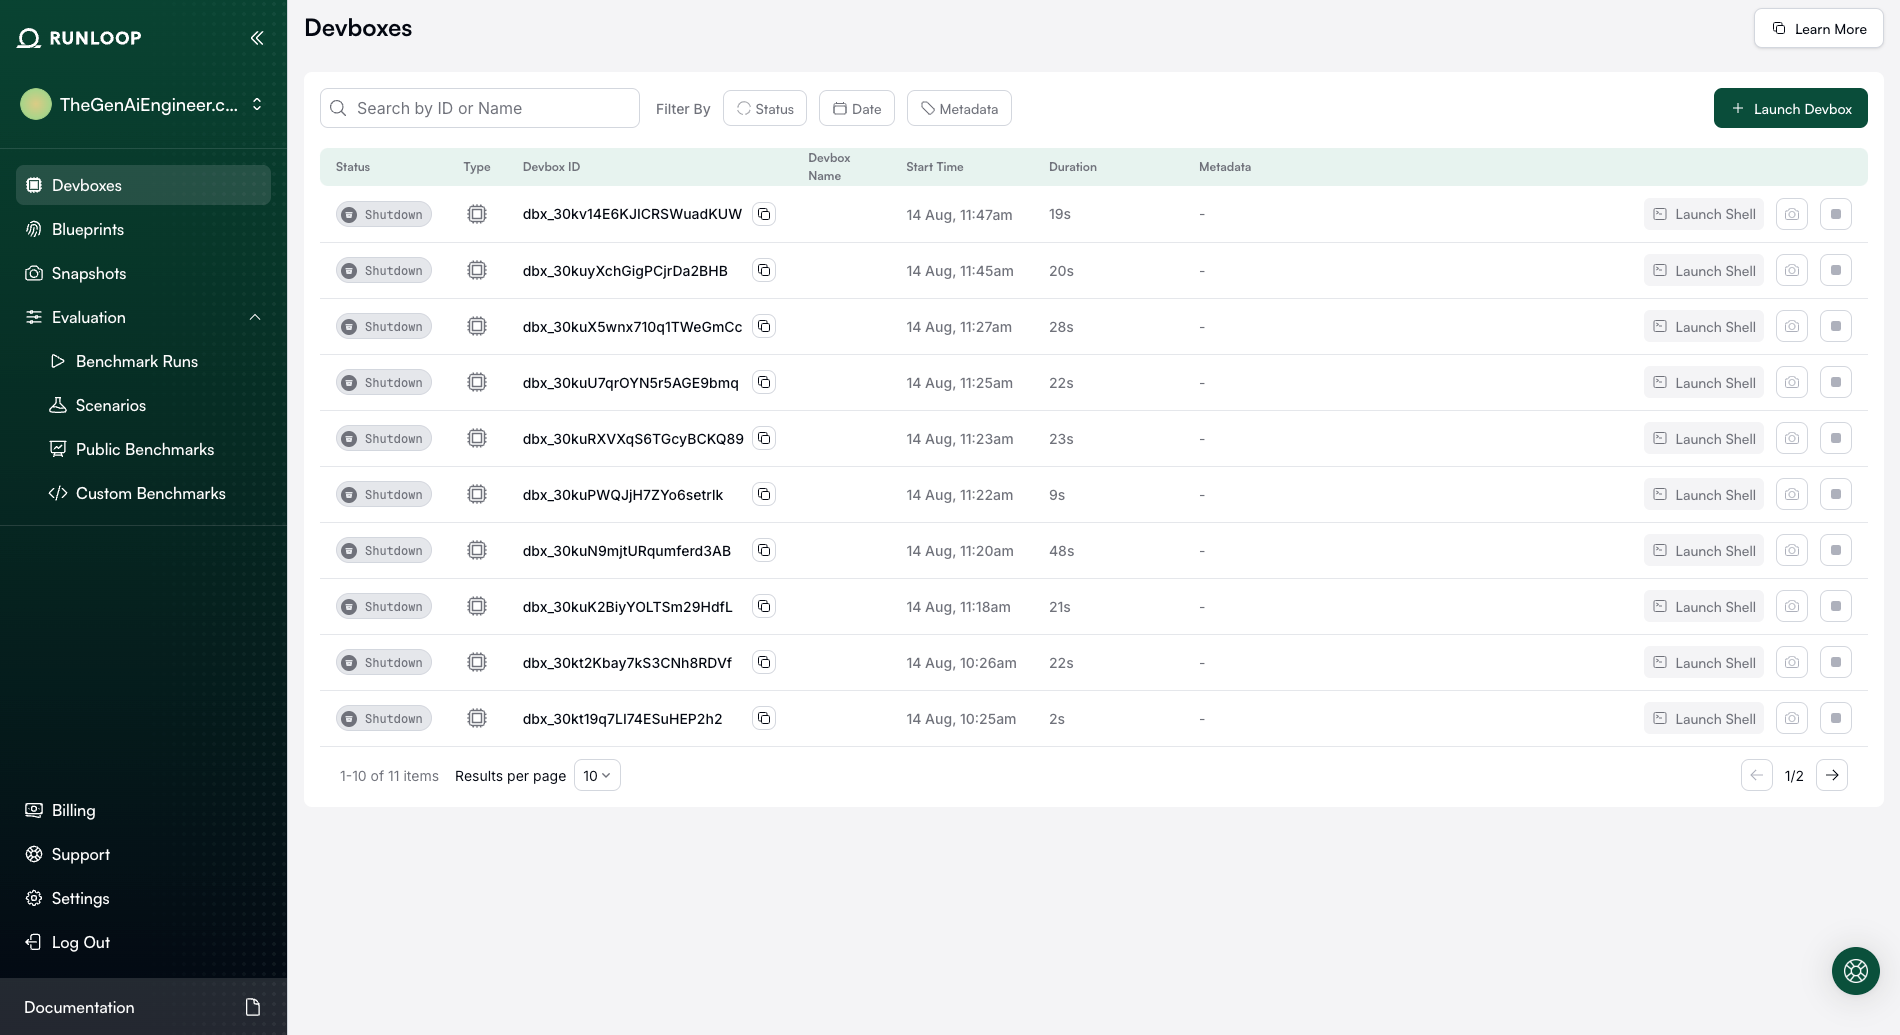 RUNLOOP
TheGenAiEngineer.c...
Devboxes
Blueprints
Snapshots
Evaluation
Benchmark Runs
Scenarios
Public Benchmarks
Custom Benchmarks
Billing
Support
Settings
Log Out
Documentation
Devboxes
Learn More
Search by ID or Name Filter By Status Date Metadata + Launch Devbox
Status Type Devbox ID Devbox Name Start Time Duration Metadata
Shutdown dbx_30kv14E6KJICRSWuadKUW 14 Aug, 11:47am 19s - Launch Shell
Shutdown dbx_30kuyXchGigPCjrDa2BHB 14 Aug, 11:45am 20s - Launch Shell
Shutdown dbx_30kuX5wnx710q1TWeGmCc 14 Aug, 11:27am 28s - Launch Shell
Shutdown dbx_30kuU7qrOYN5r5AGE9bmq 14 Aug, 11:25am 22s - Launch Shell
Shutdown dbx_30kuRXVXqS6TGcyBCKQ89 14 Aug, 11:23am 23s - Launch Shell
Shutdown dbx_30kuPWQJjH7ZYo6setrlk 14 Aug, 11:22am 9s - Launch Shell
Shutdown dbx_30kuN9mjtURqumferd3AB 14 Aug, 11:20am 48s - Launch Shell
Shutdown dbx_30kuK2BiyYOLTSm29HdfL 14 Aug, 11:18am 21s - Launch Shell
Shutdown dbx_30kt2Kbay7kS3CNh8RDVf 14 Aug, 10:26am 22s - Launch Shell
Shutdown dbx_30kt19q7LI74ESuHEP2h2 14 Aug, 10:25am 2s - Launch Shell
1-10 of 11 items Results per page 10 1/2